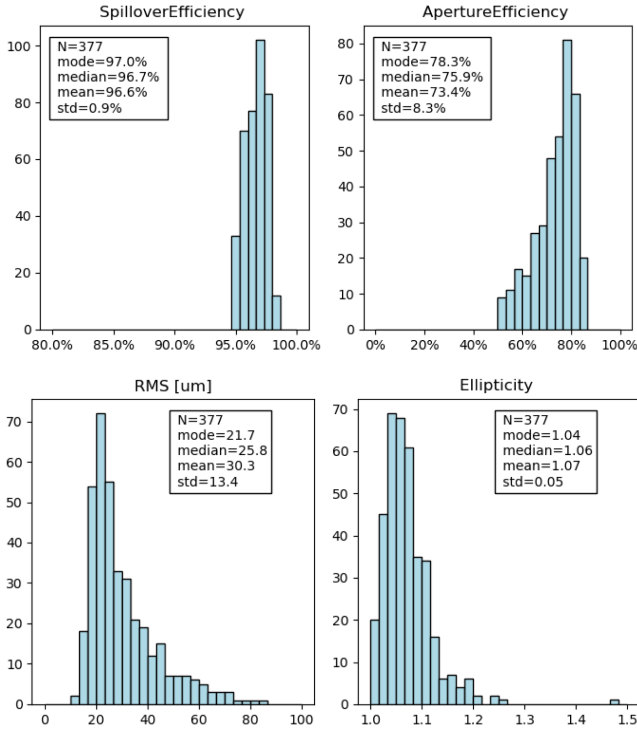 SpilloverEfficiency
N=377
mode=97.0%
median=96.7%
mean=96.6%
std=0.9%
100
80
60
40
20
0
80.0% 85.0% 90.0% 95.0% 100.0%
ApertureEfficiency
N=377
mode=78.3%
median=75.9%
mean=73.4%
std=8.3%
80
70
60
50
40
30
20
10
0
0% 20% 40% 60% 80% 100%
RMS [um]
N=377
mode=21.7
median=25.8
mean=30.3
std=13.4
70
60
50
40
30
20
10
0
0 20 40 60 80 100
Ellipticity
N=377
mode=1.04
median=1.06
mean=1.07
std=0.05
70
60
50
40
30
20
10
0
1.0 1.1 1.2 1.3 1.4 1.5